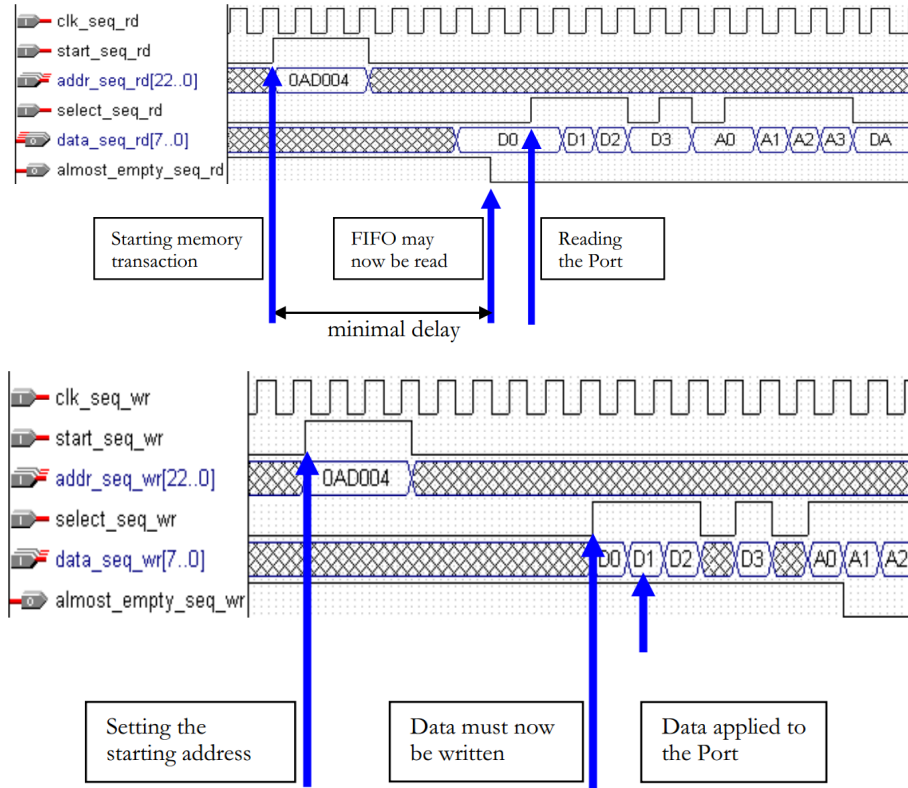 clk_seq_rd
start_seq_rd
addr_seq_rd[22..0] 0AD004
select_seq_rd
data_seq_rd[7..0] D0 D1 D2 D3 A0 A1 A2 A3 DA
almost_empty_seq_rd
Starting memory
transaction
FIFO may
now be read
Reading
the Port
minimal delay
clk_seq_wr
start_seq_wr
addr_seq_wr[22..0] 0AD004
select_seq_wr
data_seq_wr[7..0] D0 D1 D2 D3 A0 A1 A2
almost_empty_seq_wr
Setting the
starting address
Data must now
be written
Data applied to
the Port